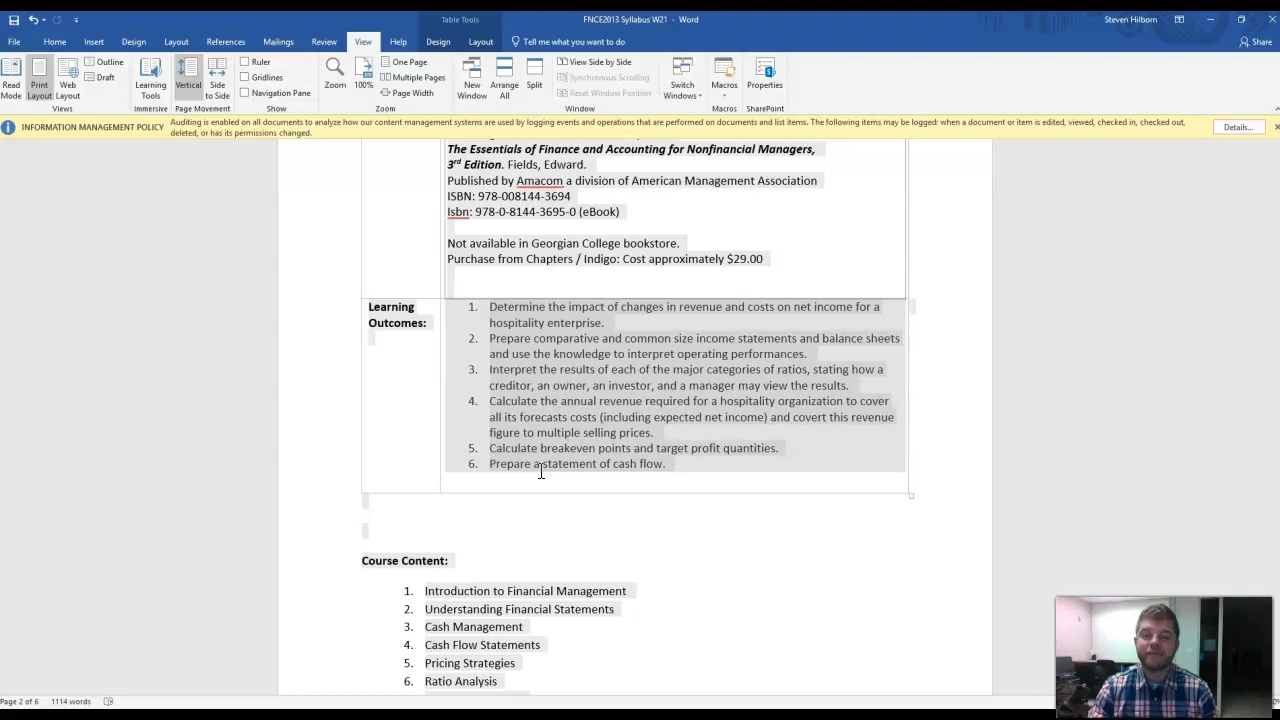 FNCE2013 Syllabus W21 - Word
Table Tools
Steven Hilborn
File Home Insert Design Layout References Mailings Review View Help Design Layout Tell me what you want to do Share
Read Mode
Print Layout
Web Layout
Outline
Draft
Views
Learning Tools
Immersive
Vertical
Side to Side
Page Movement
Ruler
Gridlines
Navigation Pane
Show
Zoom
100%
One Page
Multiple Pages
Page Width
Zoom
New Window
Arrange All
Split
View Side by Side
Synchronous Scrolling
Reset Window Position
Window
Switch Windows
Macros
Macros
Properties
SharePoint
INFORMATION MANAGEMENT POLICY
Auditing is enabled on all documents to analyze how our content management systems are used by logging events and operations that are performed on documents and list items. The following items may be logged: when a document or item is edited, viewed, checked in, checked out,
deleted, or has its permissions changed.
Details...
The Essentials of Finance and Accounting for Nonfinancial Managers,
3rd Edition. Fields, Edward.
Published by Amacom a division of American Management Association
ISBN: 978-008144-3694
Isbn: 978-0-8144-3695-0 (eBook)
Not available in Georgian College bookstore.
Purchase from Chapters / Indigo: Cost approximately $29.00
Learning
Outcomes:
1. Determine the impact of changes in revenue and costs on net income for a
hospitality enterprise.
2. Prepare comparative and common size income statements and balance sheets
and use the knowledge to interpret operating performances.
3. Interpret the results of each of the major categories of ratios, stating how a
creditor, an owner, an investor, and a manager may view the results.
4. Calculate the annual revenue required for a hospitality organization to cover
all its forecasts costs (including expected net income) and covert this revenue
figure to multiple selling prices.
5. Calculate breakeven points and target profit quantities.
6. Prepare a statement of cash flow.
Course Content:
1. Introduction to Financial Management
2. Understanding Financial Statements
3. Cash Management
4. Cash Flow Statements
5. Pricing Strategies
6. Ratio Analysis
Page 2 of 6 1114 words